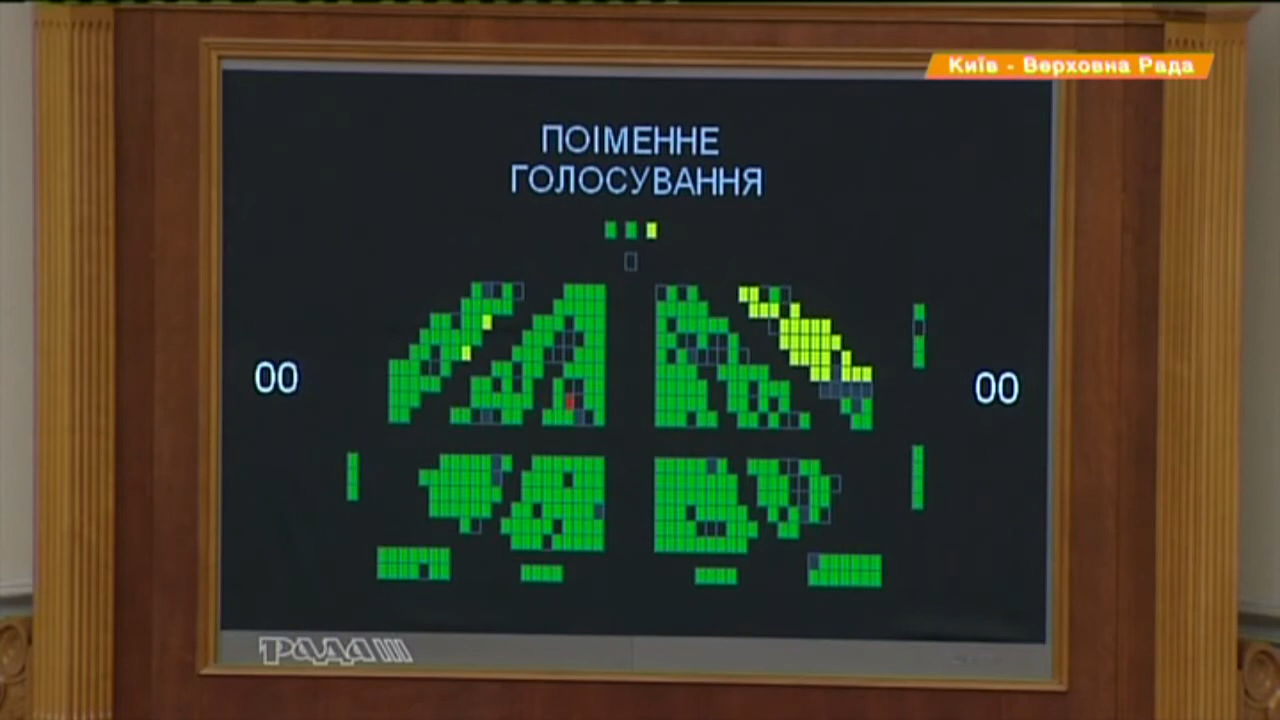 Київ - Верховна Рада
ПОІМЕННЕ
ГОЛОСУВАННЯ
00
00
РАДА